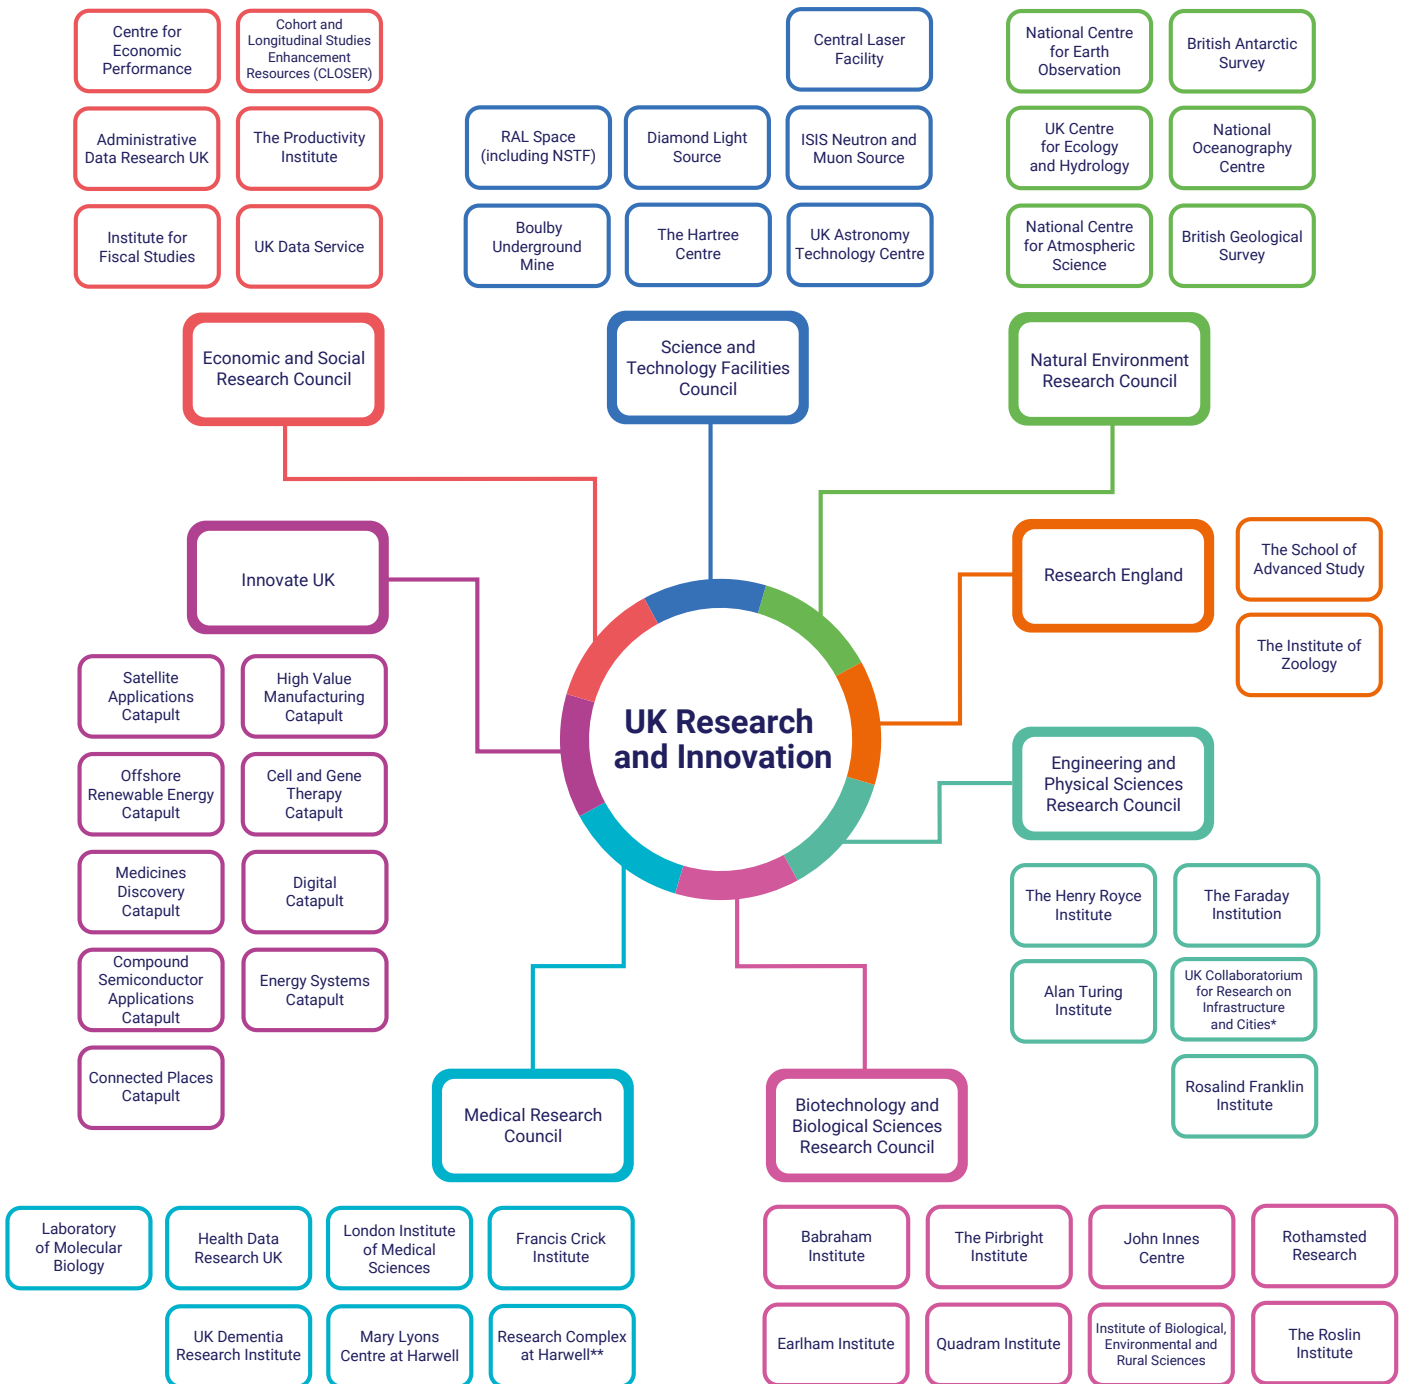 Centre for
Economic
Performance
Cohort and
Longitudinal Studies
Enhancement
Resources (CLOSER)
Administrative
Data Research UK
The Productivity
Institute
Institute for
Fiscal Studies
UK Data Service
Economic and Social
Research Council
Central Laser
Facility
RAL Space
(including NSTF)
Diamond Light
Source
ISIS Neutron and
Muon Source
Boulby
Underground
Mine
The Hartree
Centre
UK Astronomy
Technology Centre
Science and
Technology Facilities
Council
National Centre
for Earth
Observation
British Antarctic
Survey
UK Centre
for Ecology
and Hydrology
National
Oceanography
Centre
National Centre
for Atmospheric
Science
British Geological
Survey
Natural Environment
Research Council
Innovate UK
Satellite
Applications
Catapult
High Value
Manufacturing
Catapult
Offshore
Renewable Energy
Catapult
Cell and Gene
Therapy
Catapult
Medicines
Discovery
Catapult
Digital
Catapult
Compound
Semiconductor
Applications
Catapult
Energy Systems
Catapult
Connected Places
Catapult
UK Research
and Innovation
Research England
The School of
Advanced Study
The Institute of
Zoology
Engineering and
Physical Sciences
Research Council
The Henry Royce
Institute
The Faraday
Institution
Alan Turing
Institute
UK Collaboratorium
for Research on
Infrastructure
and Cities*
Rosalind Franklin
Institute
Medical Research
Council
Laboratory
of Molecular
Biology
Health Data
Research UK
London Institute
of Medical
Sciences
Francis Crick
Institute
UK Dementia
Research Institute
Mary Lyons
Centre at Harwell
Research Complex
at Harwell**
Biotechnology and
Biological Sciences
Research Council
Babraham
Institute
The Pirbright
Institute
John Innes
Centre
Rothamsted
Research
Earlham Institute
Quadram Institute
Institute of Biological,
Environmental and
Rural Sciences
The Roslin
Institute